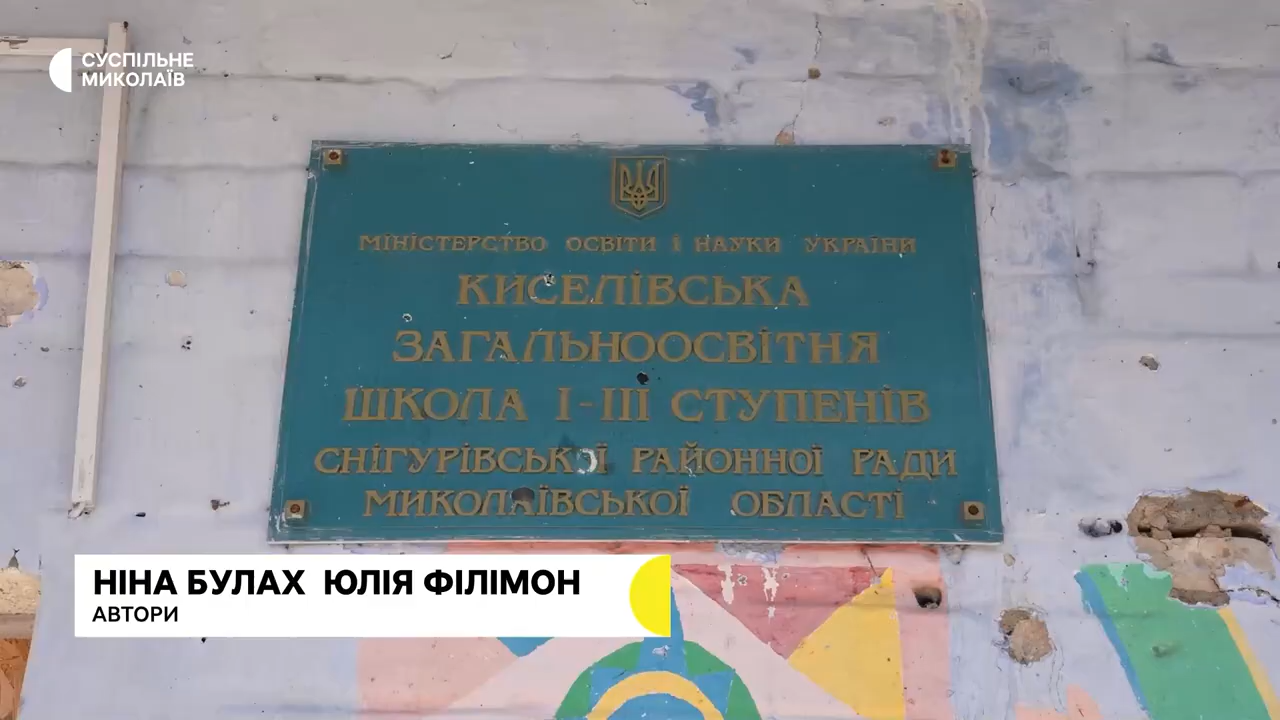 СУСПІЛЬНЕ
МИКОЛАЇВ
МІНІСТЕРСТВО ОСВІТИ І НАУКИ УКРАЇНИ
КИСЕЛІВСЬКА
ЗАГАЛЬНООСВІТНЯ
ШКОЛА І-ІІІ СТУПЕНІВ
СНІГУРІВСЬКОЇ РАЙОННОЇ РАДИ
МИКОЛАЇВСЬКОЇ ОБЛАСТІ
НІНА БУЛАХ ЮЛІЯ ФІЛІМОН
АВТОРИ